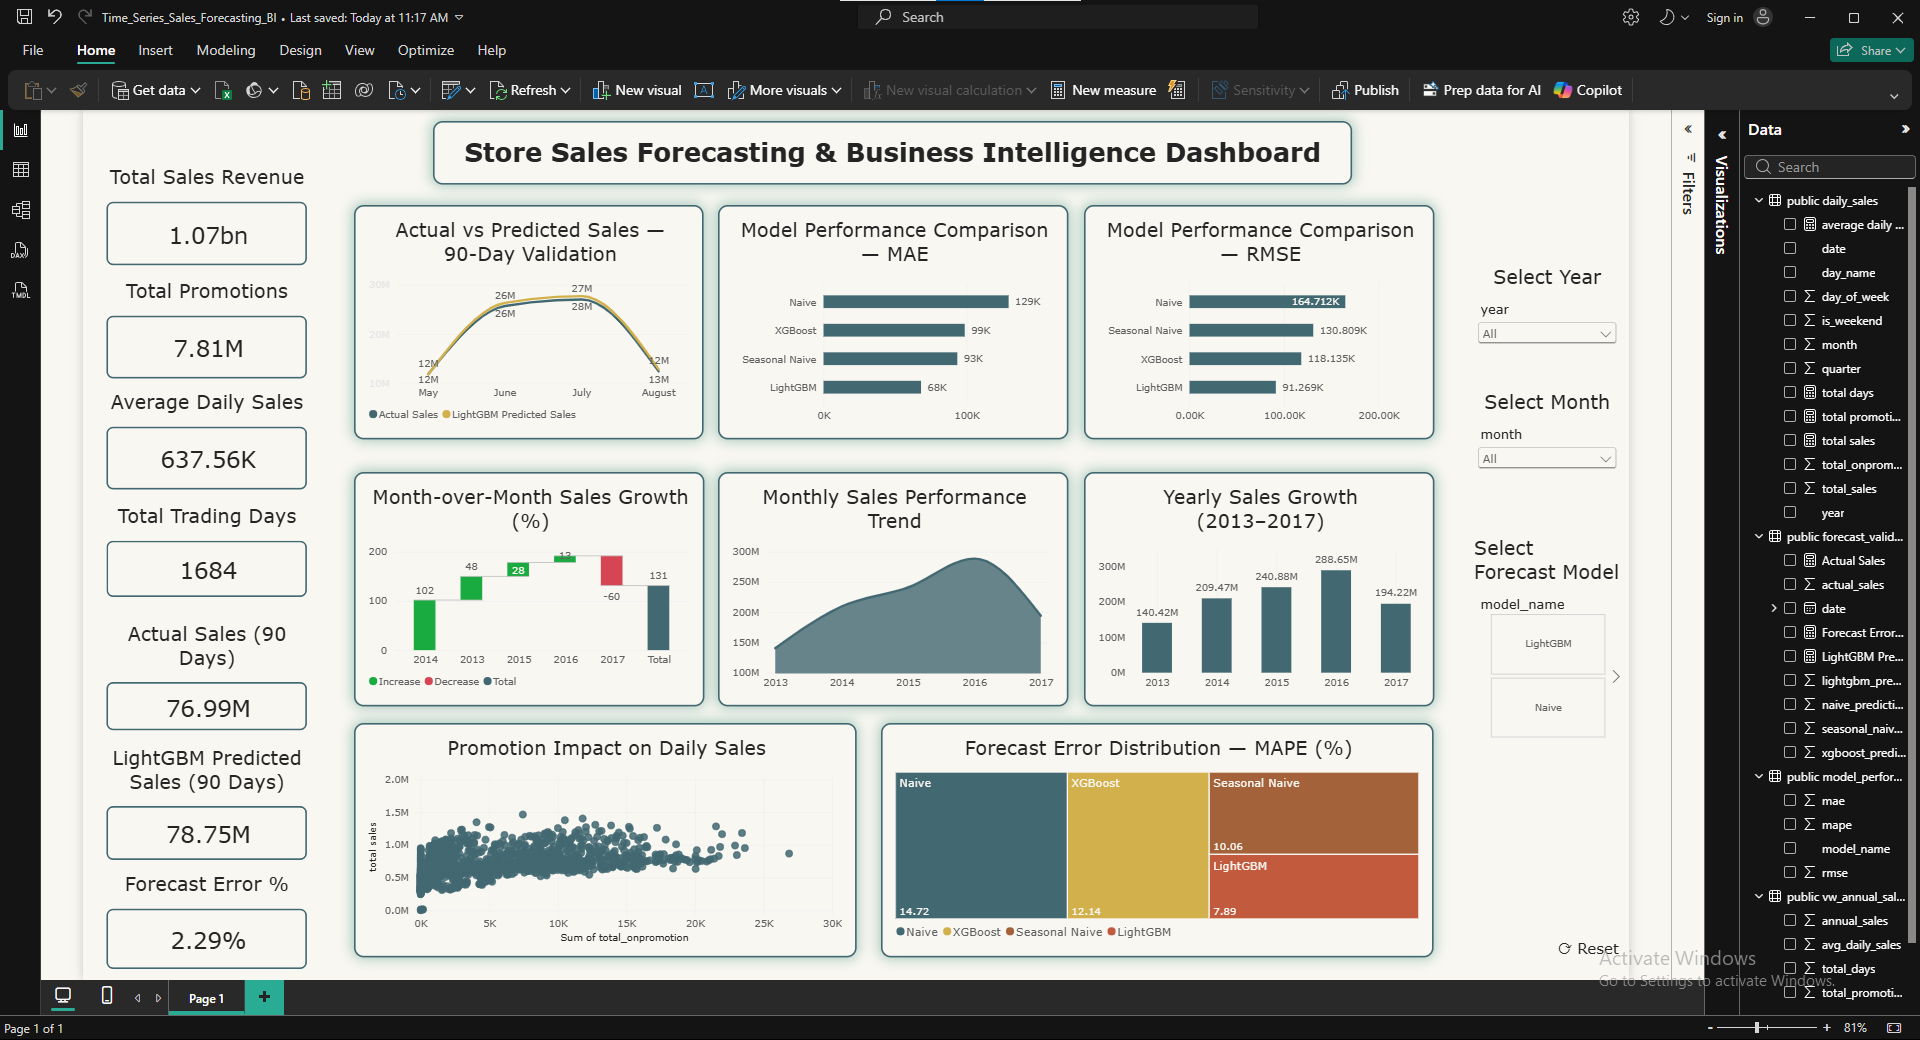 Time_Series_Sales_Forecasting_BI • Last saved: Today at 11:17 AM
Search
Sign in
File
Home
Insert
Modeling
Design
View
Optimize
Help
Share
Get data
Refresh
New visual
More visuals
New visual calculation
New measure
Sensitivity
Publish
Prep data for AI
Copilot
Store Sales Forecasting & Business Intelligence Dashboard
Total Sales Revenue
1.07bn
Total Promotions
7.81M
Average Daily Sales
637.56K
Total Trading Days
1684
Actual Sales (90
Days)
76.99M
LightGBM Predicted
Sales (90 Days)
78.75M
Forecast Error %
2.29%
Actual vs Predicted Sales —
90-Day Validation
30M
20M
10M
12M
12M
26M
26M
27M
28M
12M
13M
May
June
July
August
Actual Sales
LightGBM Predicted Sales
Model Performance Comparison
— MAE
Naive
129K
XGBoost
99K
Seasonal Naive
93K
LightGBM
68K
0K
100K
Model Performance Comparison
— RMSE
Naive
164.712K
Seasonal Naive
130.809K
XGBoost
118.135K
LightGBM
91.269K
0.00K
100.00K
200.00K
Month-over-Month Sales Growth
(%)
200
100
0
102
48
28
13
-60
131
2014
2013
2015
2016
2017
Total
Increase
Decrease
Total
Monthly Sales Performance
Trend
300M
250M
200M
150M
100M
2013
2014
2015
2016
2017
Yearly Sales Growth
(2013–2017)
300M
200M
100M
0M
140.42M
209.47M
240.88M
288.65M
194.22M
2013
2014
2015
2016
2017
Promotion Impact on Daily Sales
total sales
2.0M
1.5M
1.0M
0.5M
0.0M
0K
5K
10K
15K
20K
25K
30K
Sum of total_onpromotion
Forecast Error Distribution — MAPE (%)
Naive
14.72
XGBoost
12.14
Seasonal Naive
10.06
LightGBM
7.89
Naive
XGBoost
Seasonal Naive
LightGBM
Select Year
year
All
Select Month
month
All
Select
Forecast Model
model_name
LightGBM
Naive
Reset
Filters
Visualizations
Data
Search
public daily_sales
average daily ...
date
day_name
day_of_week
is_weekend
month
quarter
total days
total promoti...
total sales
total_onprom...
total_sales
year
public forecast_valid...
Actual Sales
actual_sales
date
Forecast Error...
LightGBM Pre...
lightgbm_pre...
naive_predicti...
seasonal_naiv...
xgboost_predi...
public model_perfor...
mae
mape
model_name
rmse
public vw_annual_sal...
annual_sales
avg_daily_sales
total_days
total_promoti...
Activate Windows
Go to Settings to activate Windows.
Page 1
Page 1 of 1
81%